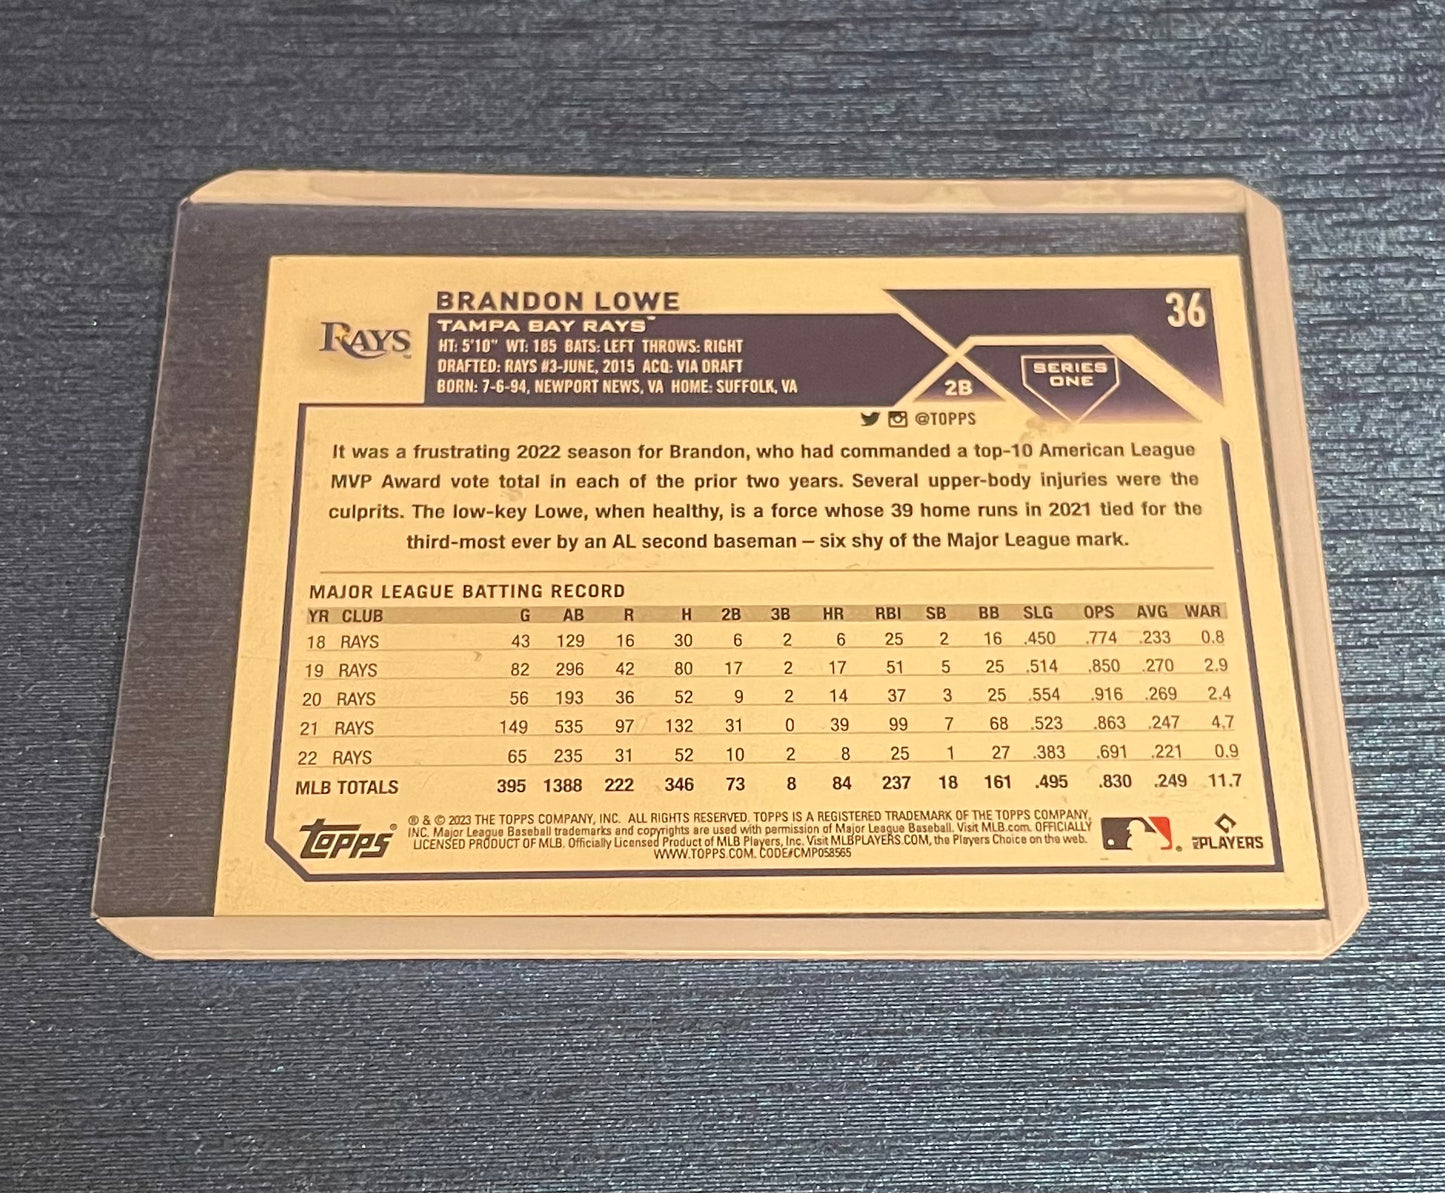 BRANDON LOWE
36
RAYS
TAMPA BAY RAYS™
HT: 5'10" WT: 185 BATS: LEFT THROWS: RIGHT
DRAFTED: RAYS #3-JUNE, 2015 ACQ: VIA DRAFT
BORN: 7-6-94, NEWPORT NEWS, VA HOME: SUFFOLK, VA
2B
SERIES
ONE
@TOPPS
It was a frustrating 2022 season for Brandon, who had commanded a top-10 American League
MVP Award vote total in each of the prior two years. Several upper-body injuries were the
culprits. The low-key Lowe, when healthy, is a force whose 39 home runs in 2021 tied for the
third-most ever by an AL second baseman – six shy of the Major League mark.
MAJOR LEAGUE BATTING RECORD
YR CLUB G AB R H 2B 3B HR RBI SB BB SLG OPS AVG WAR
18 RAYS 43 129 16 30 6 2 6 25 2 16 .450 .774 .233 0.8
19 RAYS 82 296 42 80 17 2 17 51 5 25 .514 .850 .270 2.9
20 RAYS 56 193 36 52 9 2 14 37 3 25 .554 .916 .269 2.4
21 RAYS 149 535 97 132 31 0 39 99 7 68 .523 .863 .247 4.7
22 RAYS 65 235 31 52 10 2 8 25 1 27 .383 .691 .221 0.9
MLB TOTALS 395 1388 222 346 73 8 84 237 18 161 .495 .830 .249 11.7
topps®
® & © 2023 THE TOPPS COMPANY, INC. ALL RIGHTS RESERVED. TOPPS IS A REGISTERED TRADEMARK OF THE TOPPS COMPANY,
INC. Major League Baseball trademarks and copyrights are used with permission of Major League Baseball. Visit MLB.com. OFFICIALLY
LICENSED PRODUCT OF MLB. Officially Licensed Product of MLB Players, Inc. Visit MLBPLAYERS.COM, the Players Choice on the web.
WWW.TOPPS.COM. CODE#CMP058565
®
PLAYERS